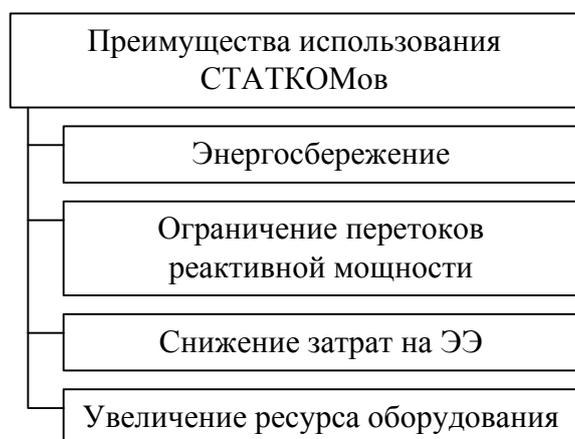 Преимущества использования
СТАТКОМов
Энергосбережение
Ограничение перетоков
реактивной мощности
Снижение затрат на ЭЭ
Увеличение ресурса оборудования